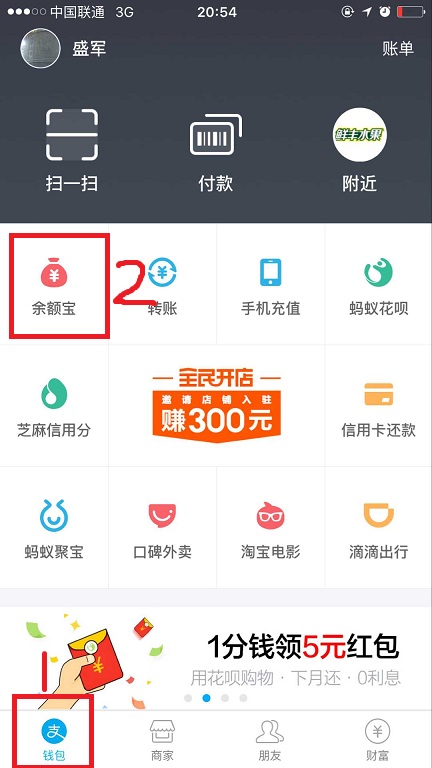 中国联通 3G 20:54
盛军 账单
鲜丰水果
扫一扫 付款 附近
2
余额宝 转账 手机充值 蚂蚁花呗
全民开店
邀请店铺入驻
赚300元
芝麻信用分 信用卡还款
蚂蚁聚宝 口碑外卖 淘宝电影 滴滴出行
1分钱领5元红包
用花呗购物·下月还·0利息
1
支
钱包 商家 朋友 财富